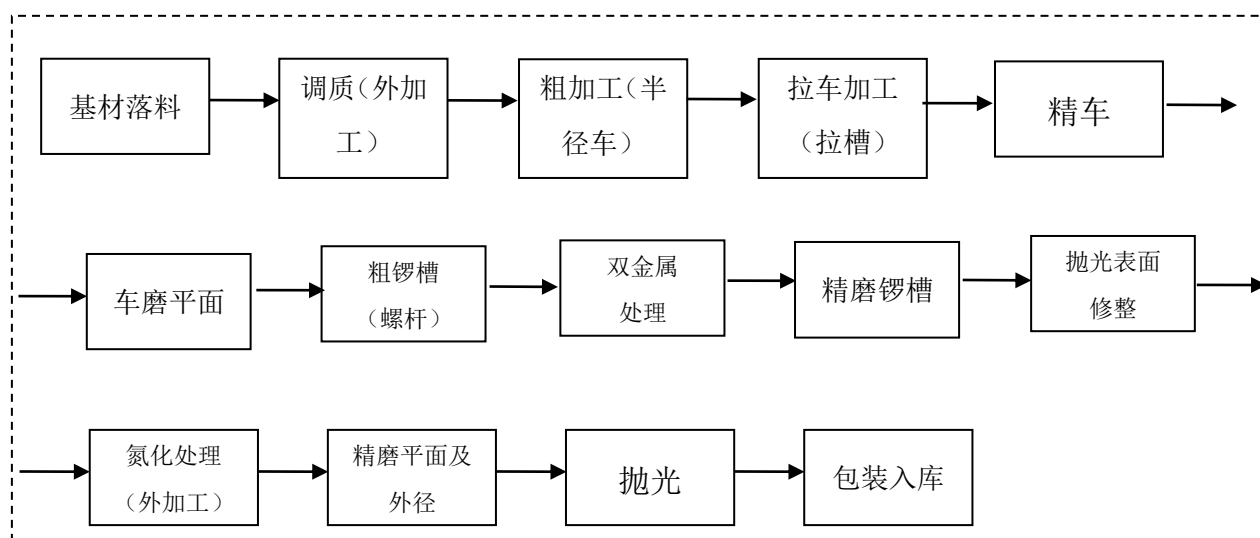 基材落料
调质（外加
工）
粗加工（半
径车）
拉车加工
（拉槽）
精车
车磨平面
粗锣槽
（螺杆）
双金属
处理
精磨锣槽
抛光表面
修整
氮化处理
（外加工）
精磨平面及
外径
抛光
包装入库